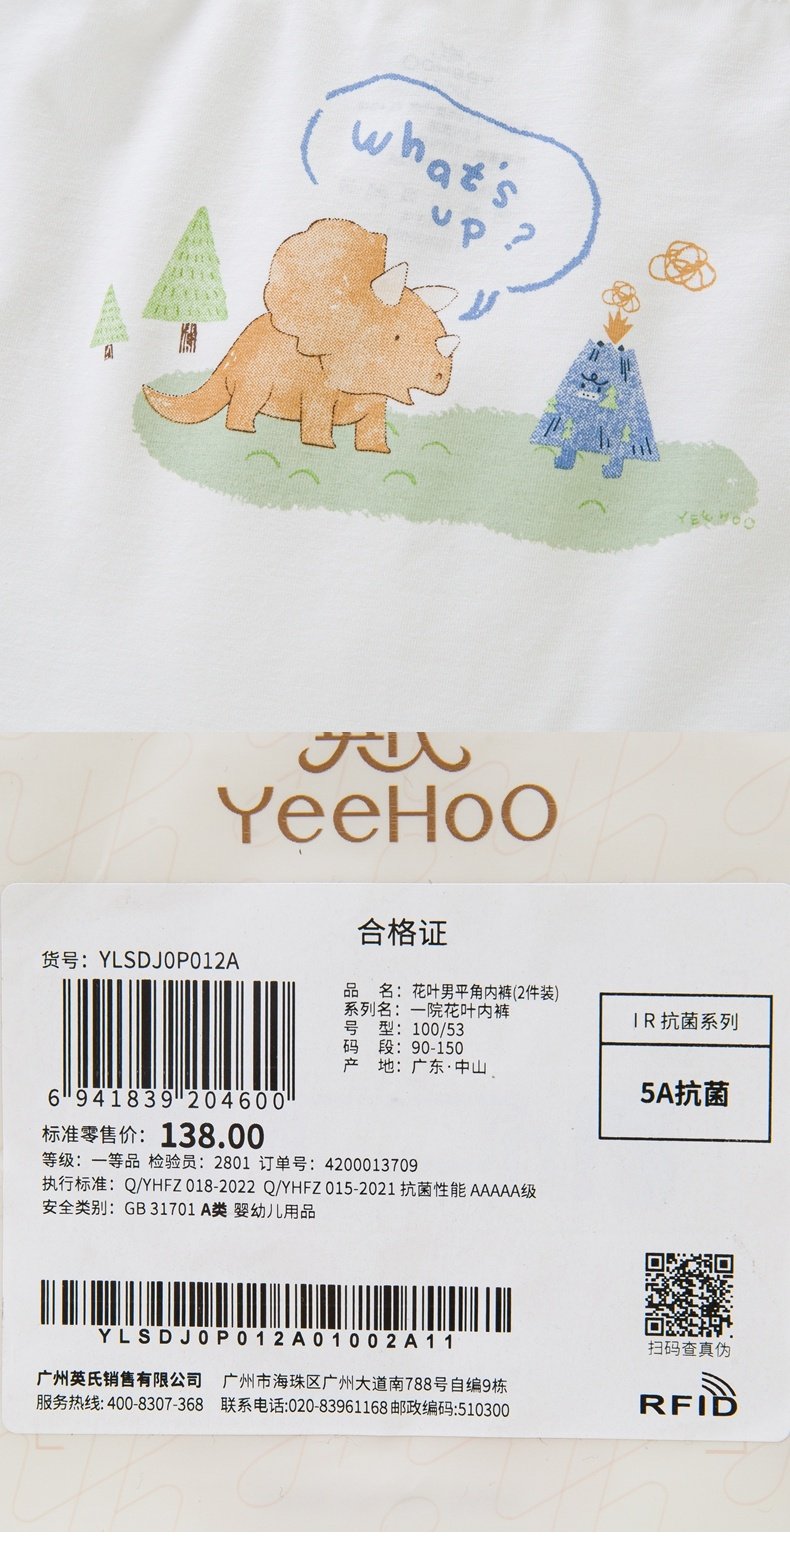 what's
up?
YEEHOO
英氏
YeeHoO
合格证
货号：YLSDJ0P012A
6 941839 204600
品 名：花叶男平角内裤(2件装)
系列名：一院花叶内裤
号 型：100/53
码 段：90-150
产 地：广东·中山
IR抗菌系列
5A抗菌
标准零售价：138.00
等级：一等品 检验员：2801 订单号：4200013709
执行标准：Q/YHFZ 018-2022 Q/YHFZ 015-2021 抗菌性能 AAAAA级
安全类别：GB 31701 A类 婴幼儿用品
YLSDJ0P012A01002A11
扫码查真伪
广州英氏销售有限公司 广州市海珠区广州大道南788号自编9栋
服务热线：400-8307-368 联系电话:020-83961168 邮政编码:510300
RFID